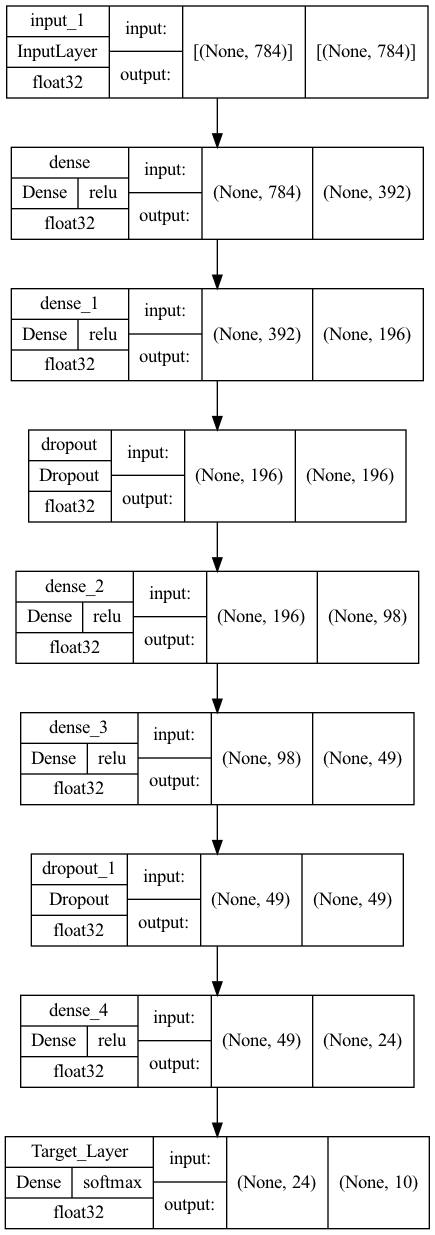 input_1
InputLayer
float32
input:
output:
[(None, 784)]
[(None, 784)]
dense
Dense relu
float32
input:
output:
(None, 784)
(None, 392)
dense_1
Dense relu
float32
input:
output:
(None, 392)
(None, 196)
dropout
Dropout
float32
input:
output:
(None, 196)
(None, 196)
dense_2
Dense relu
float32
input:
output:
(None, 196)
(None, 98)
dense_3
Dense relu
float32
input:
output:
(None, 98)
(None, 49)
dropout_1
Dropout
float32
input:
output:
(None, 49)
(None, 49)
dense_4
Dense relu
float32
input:
output:
(None, 49)
(None, 24)
Target_Layer
Dense softmax
float32
input:
output:
(None, 24)
(None, 10)